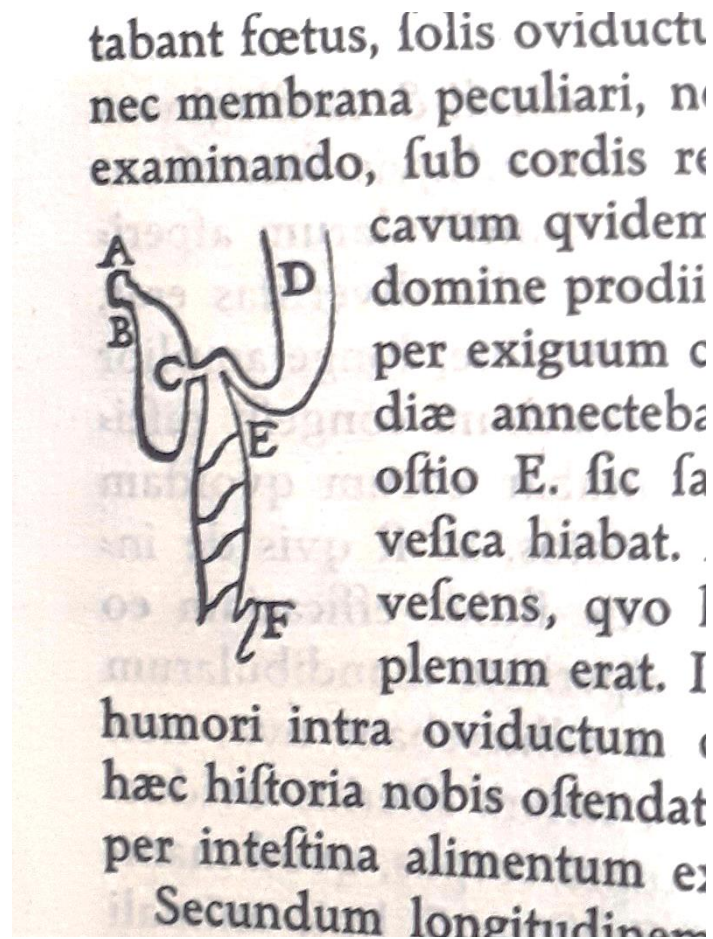 tabant fœtus, ſolis oviductu
nec membrana peculiari, n
examinando, ſub cordis re
cavum qvidem
domine prodii
per exiguum
diæ annecteba
oſtio E. ſic ſa
veſica hiabat.
veſcens, qvo
plenum erat. I
A
B
C
D
E
F
humori intra oviductum
hæc hiſtoria nobis oſtendat
per inteſtina alimentum ex
Secundum longitudinem